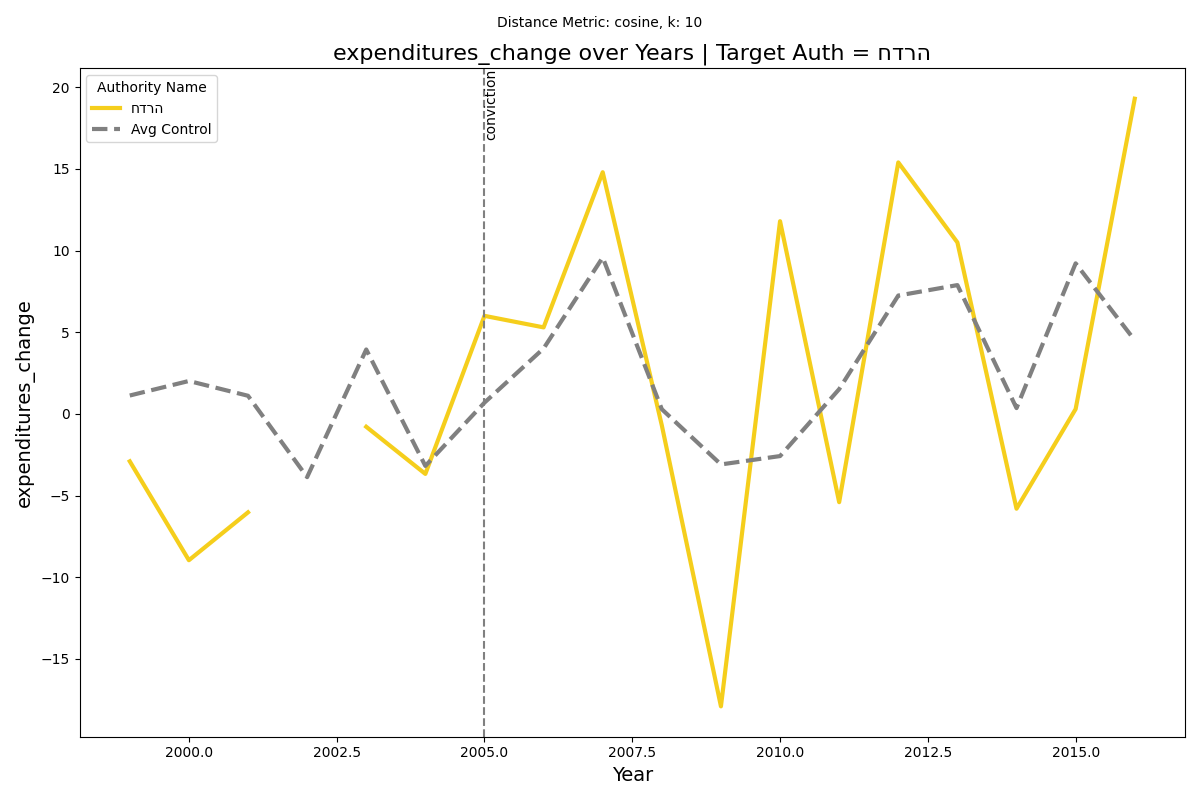 Distance Metric: cosine, k: 10
expenditures_change over Years | Target Auth = הרדח
Authority Name
הרדח
Avg Control
conviction
20
15
10
5
0
−5
−10
−15
expenditures_change
2000.0 2002.5 2005.0 2007.5 2010.0 2012.5 2015.0
Year